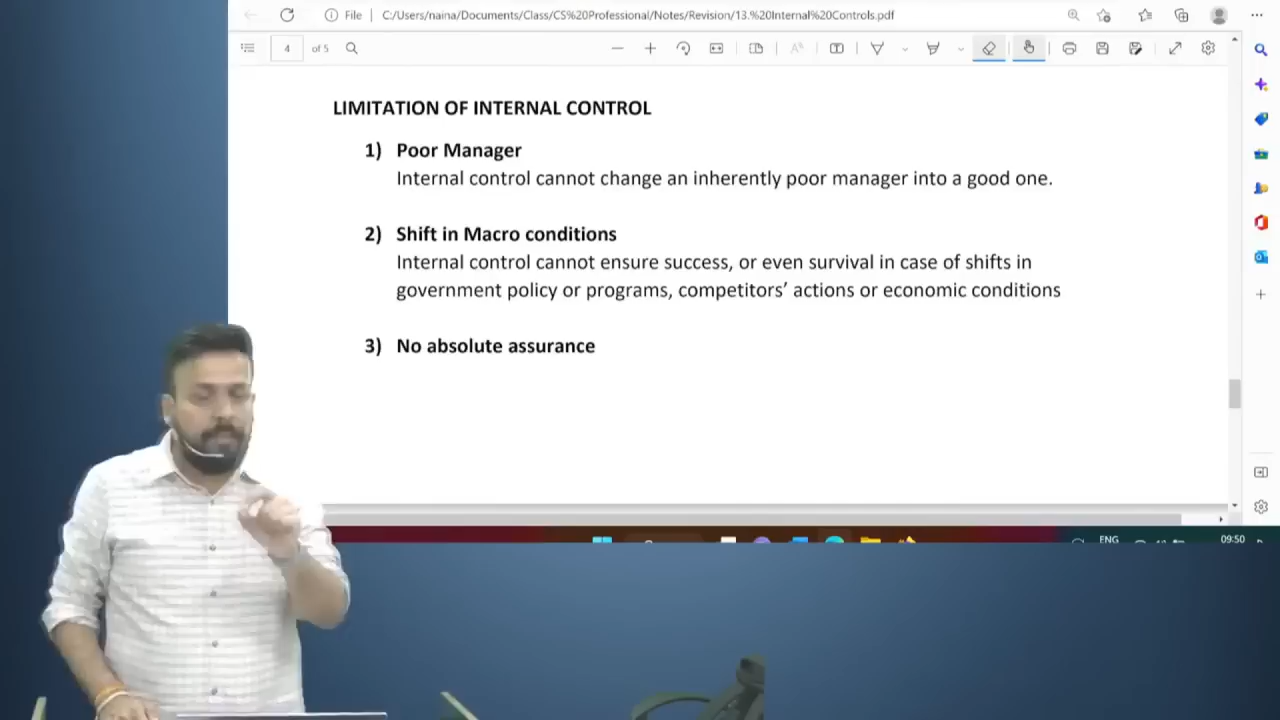 File
C:/Users/naina/Documents/Class/CS%20Professional/Notes/Revision/13.%20Internal%20Controls.pdf
4
of 5
LIMITATION OF INTERNAL CONTROL
1) Poor Manager
Internal control cannot change an inherently poor manager into a good one.
2) Shift in Macro conditions
Internal control cannot ensure success, or even survival in case of shifts in
government policy or programs, competitors’ actions or economic conditions
3) No absolute assurance
ENG
09:50